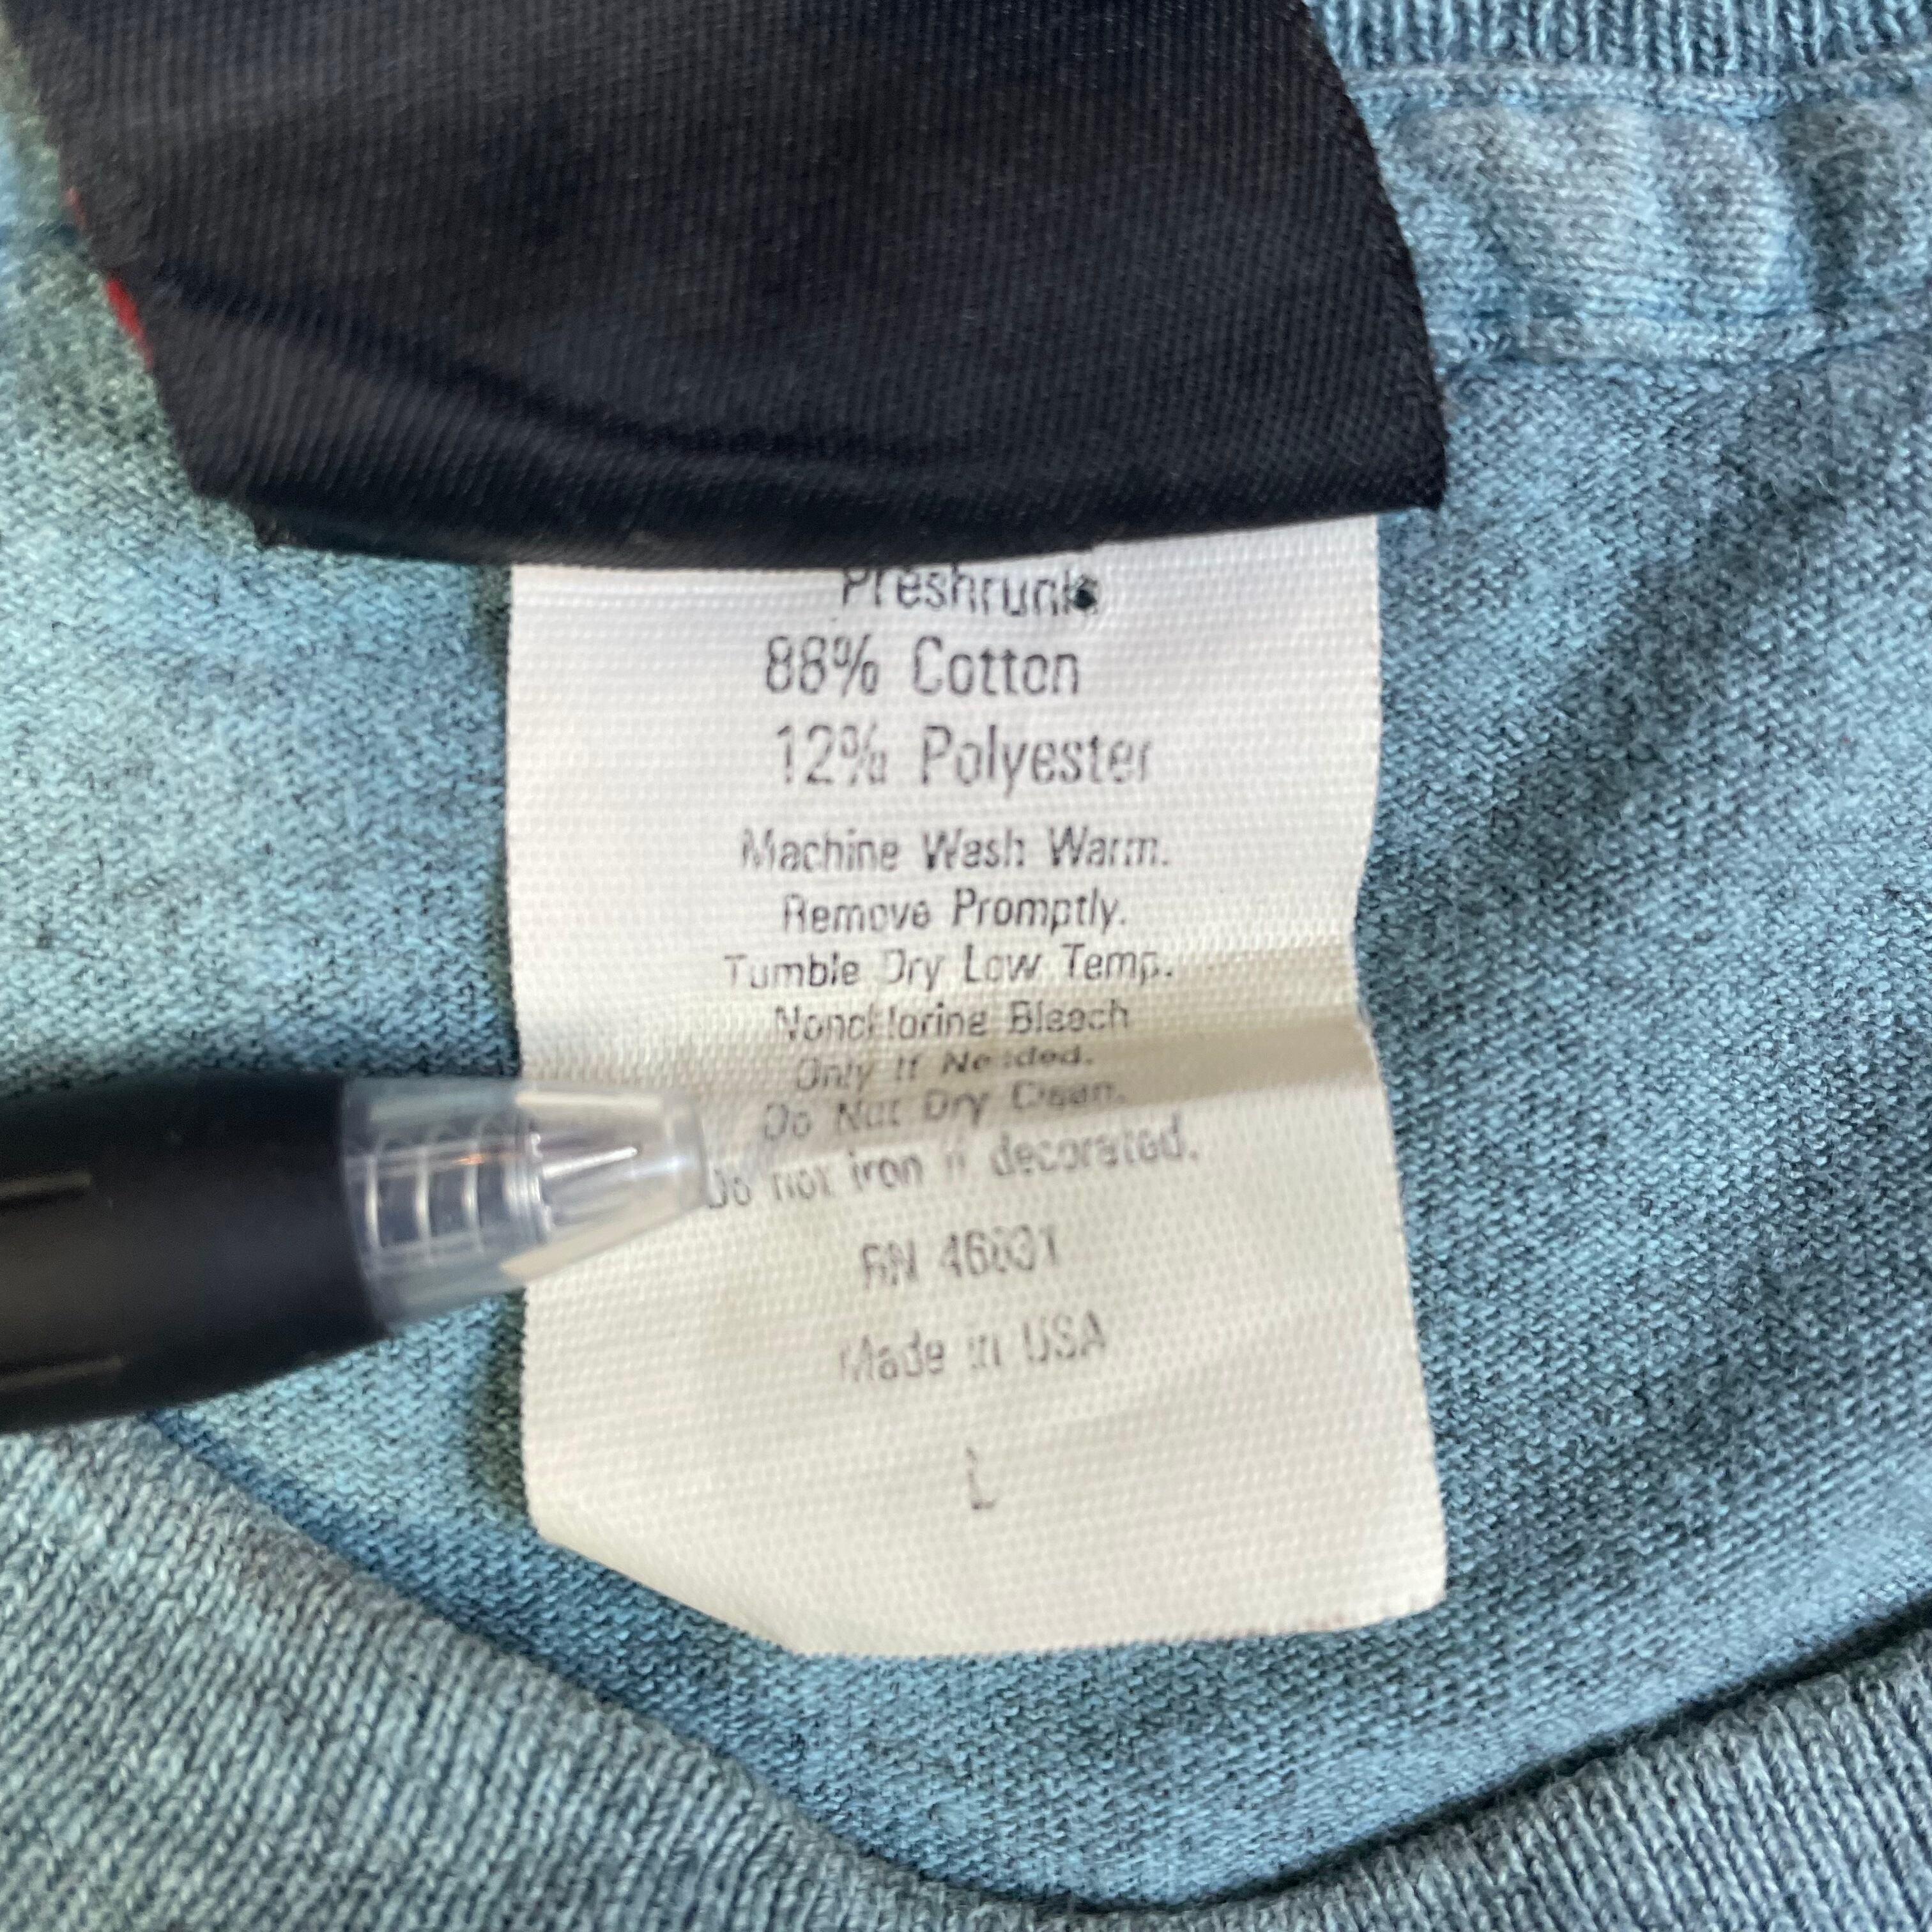 Preshrunk
88% Cotton
12% Polyester
Machine Wash Warm.
Remove Promptly.
Tumble Dry Low Temp.
Nonchlorine Bleach
Only If Needed.
Do Not Dry Clean.
Do not iron if decorated.
RN
Made in USA
L